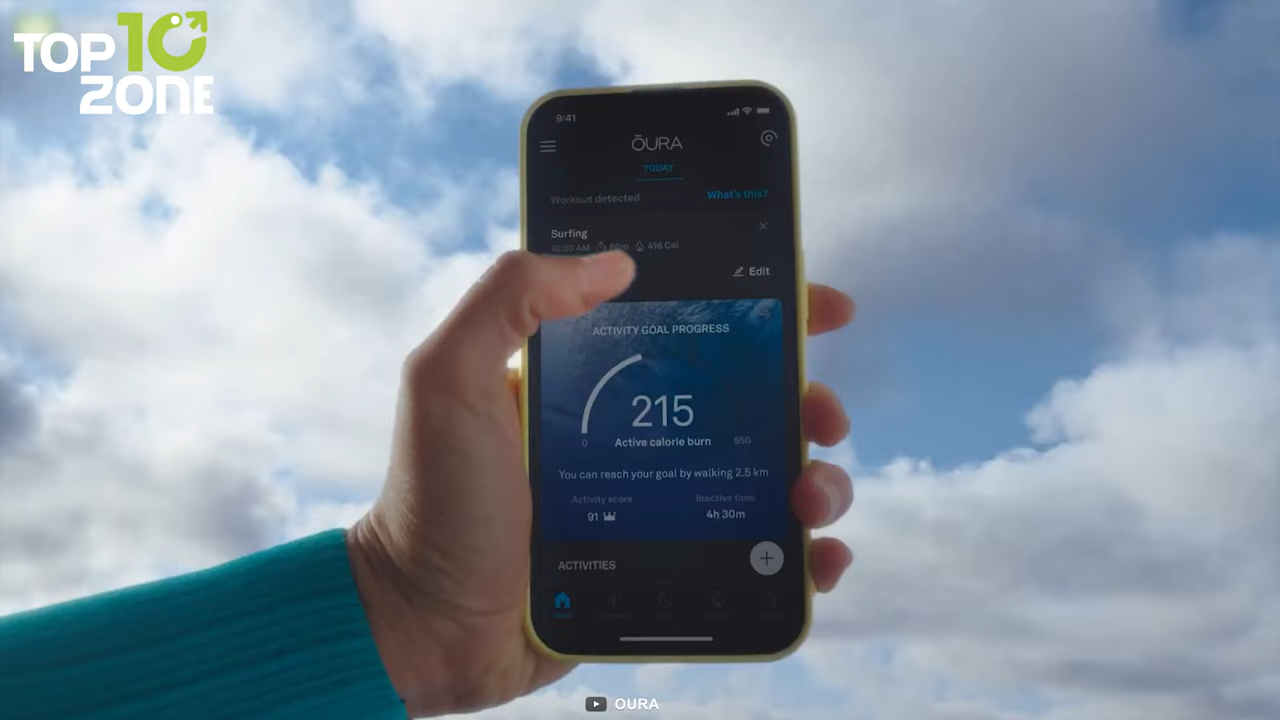 TOP 10
ZONE
9:41
ŌURA
TODAY
Workout detected
What's this?
Surfing
10:30 AM 60m 416 Cal
Edit
ACTIVITY GOAL PROGRESS
215
0 Active calorie burn 550
You can reach your goal by walking 2.5 km
Activity score Inactive time
91 4h 30m
ACTIVITIES
OURA